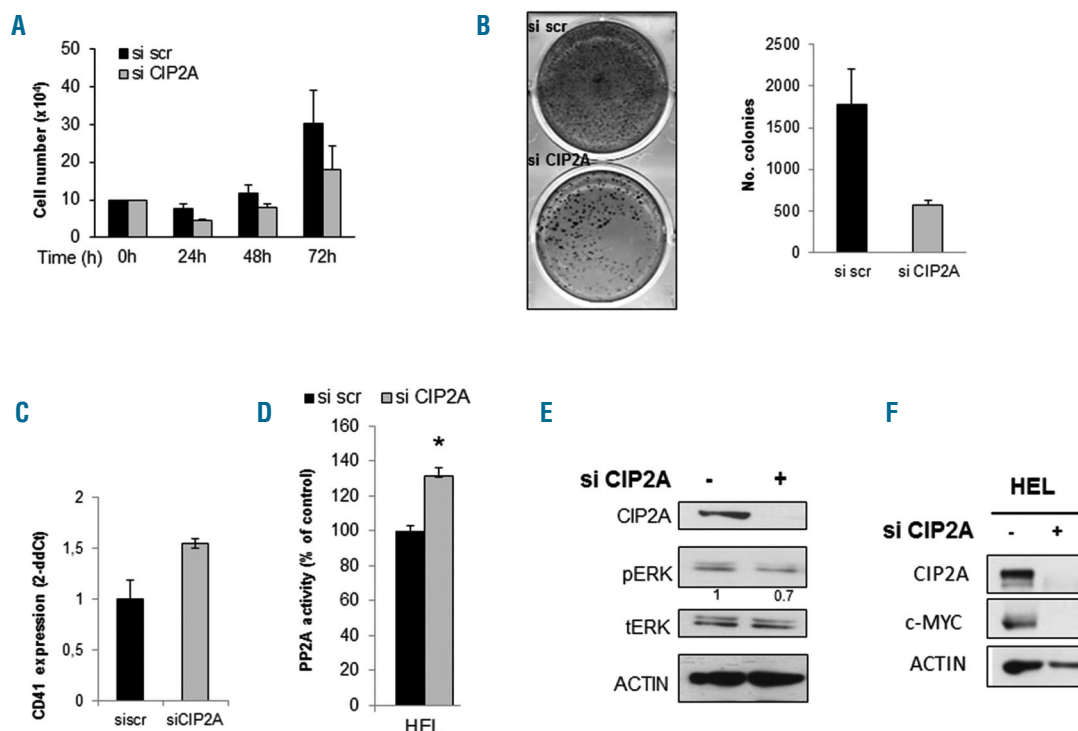 A
si scr
si CIP2A
Cell number (x10⁴)
50
40
30
20
10
0
Time (h) 0h 24h 48h 72h
B
si scr
si CIP2A
No. colonies
2500
2000
1500
1000
500
0
si scr si CIP2A
C
CD41 expression (2-ddCt)
2
1,5
1
0,5
0
siscr siCIP2A
D
si scr si CIP2A
PP2A activity (% of control)
160
140
120
100
80
60
40
20
0
*
HEL
E
si CIP2A - +
CIP2A
pERK
1 0.7
tERK
ACTIN
F
HEL
si CIP2A - +
CIP2A
c-MYC
ACTIN